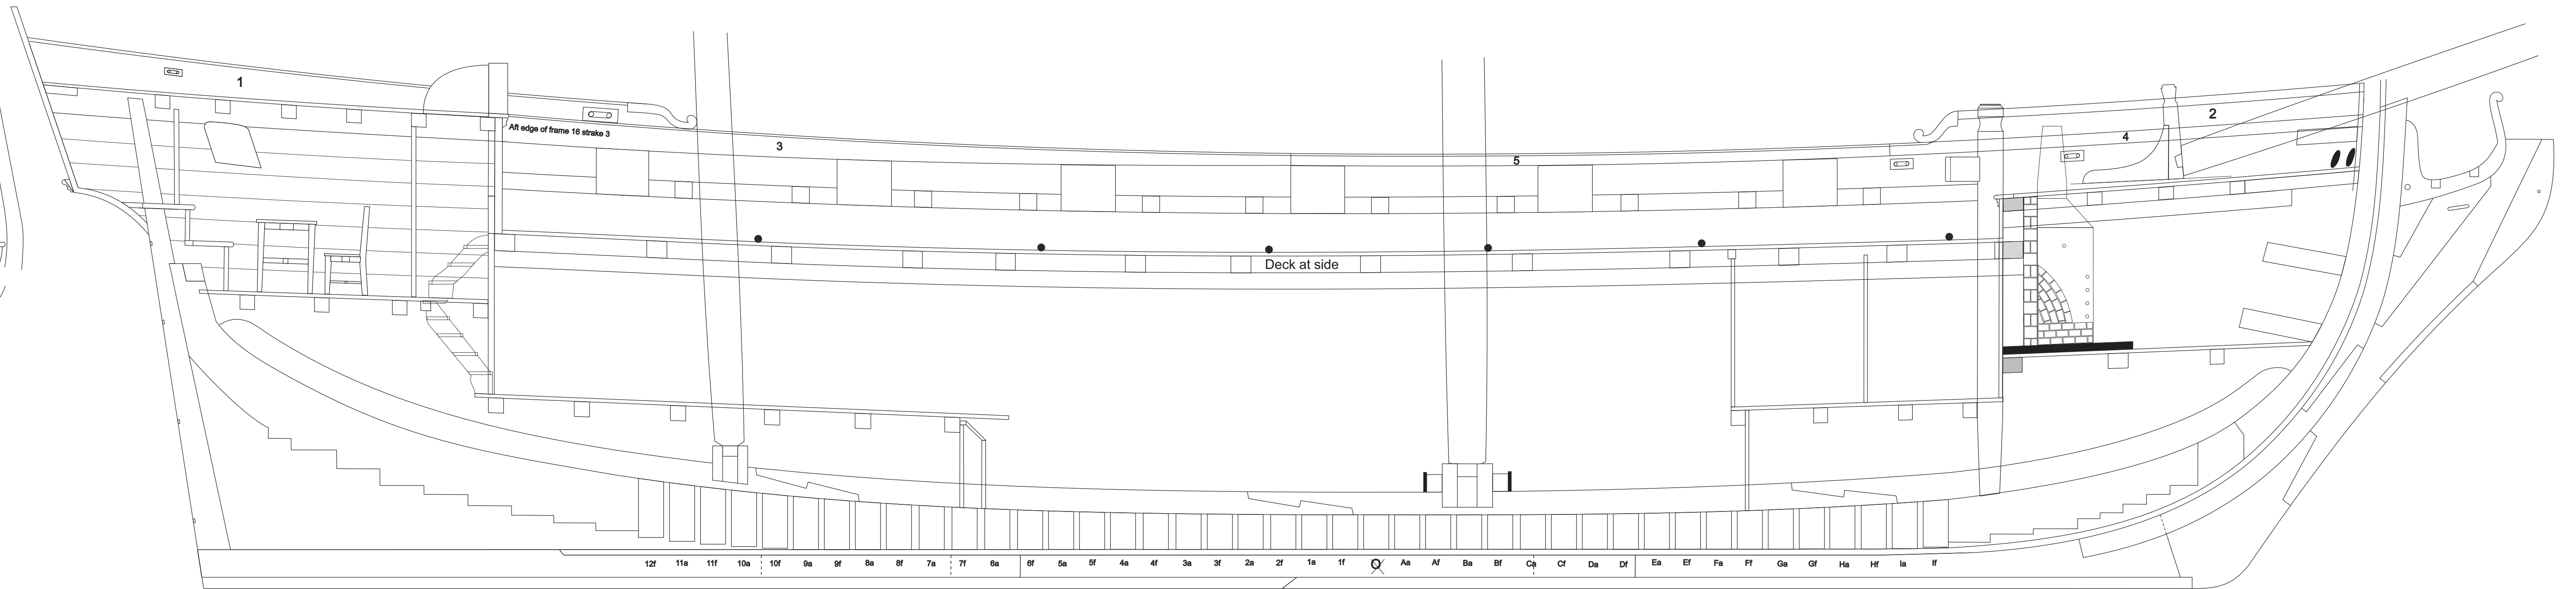 1
2
Aft edge of frame 16 strake 3
3
4
5
Deck at side
12f 11a 11f 10a 10f 9a 9f 8a 8f 7a 7f 6a 6f 5a 5f 4a 4f 3a 3f 2a 2f 1a 1f Aa Af Ba Bf Ca Cf Da Df Ea Ef Fa Ff Ga Gf Ha Hf Ia If